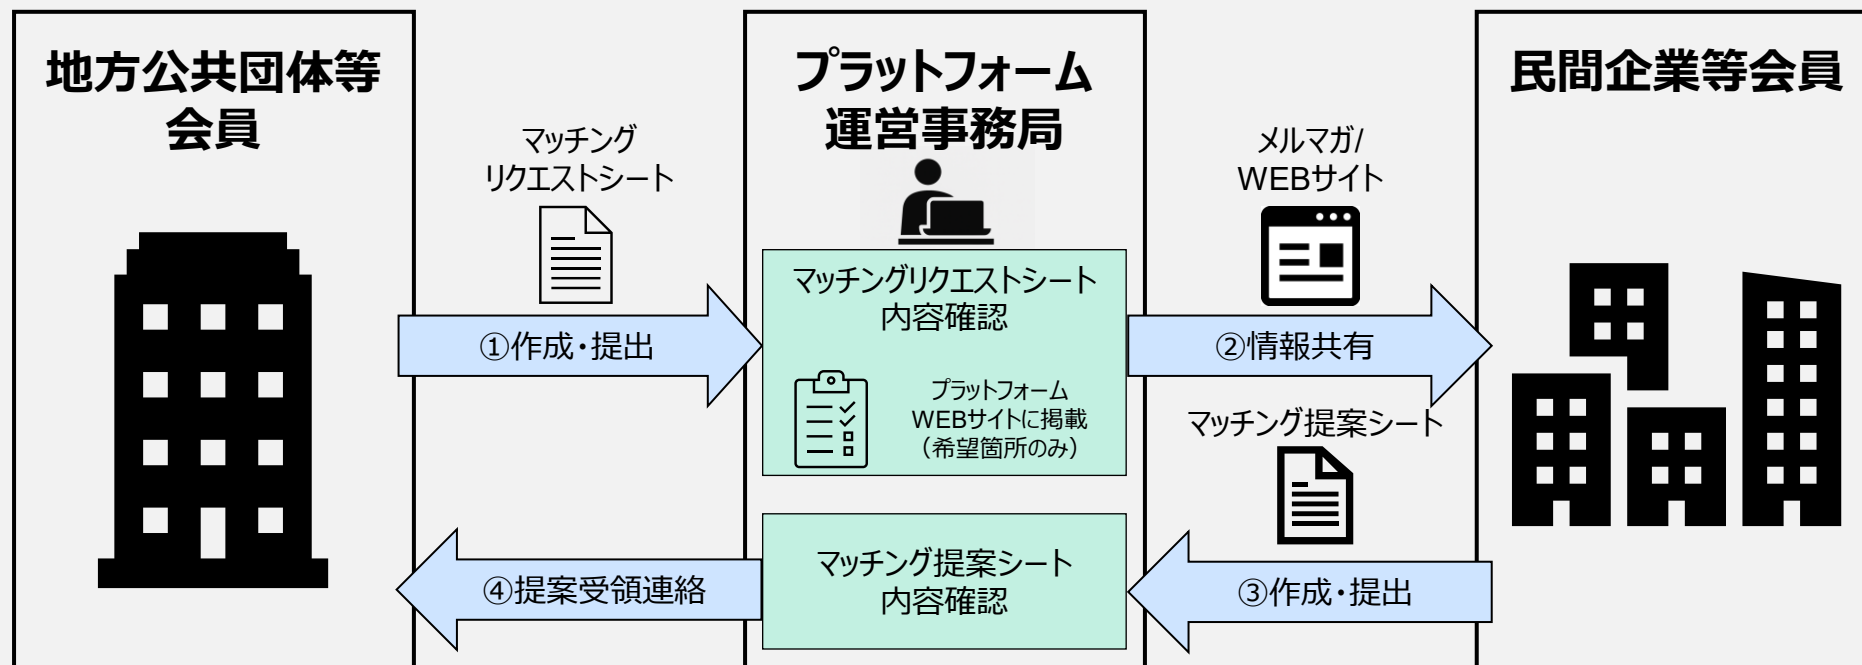 地方公共団体等
会員
マッチング
リクエストシート
①作成・提出
プラットフォーム
運営事務局
マッチングリクエストシート
内容確認
プラットフォーム
WEBサイトに掲載
（希望箇所のみ）
メルマガ/
WEBサイト
②情報共有
民間企業等会員
マッチング提案シート
③作成・提出
マッチング提案シート
内容確認
④提案受領連絡